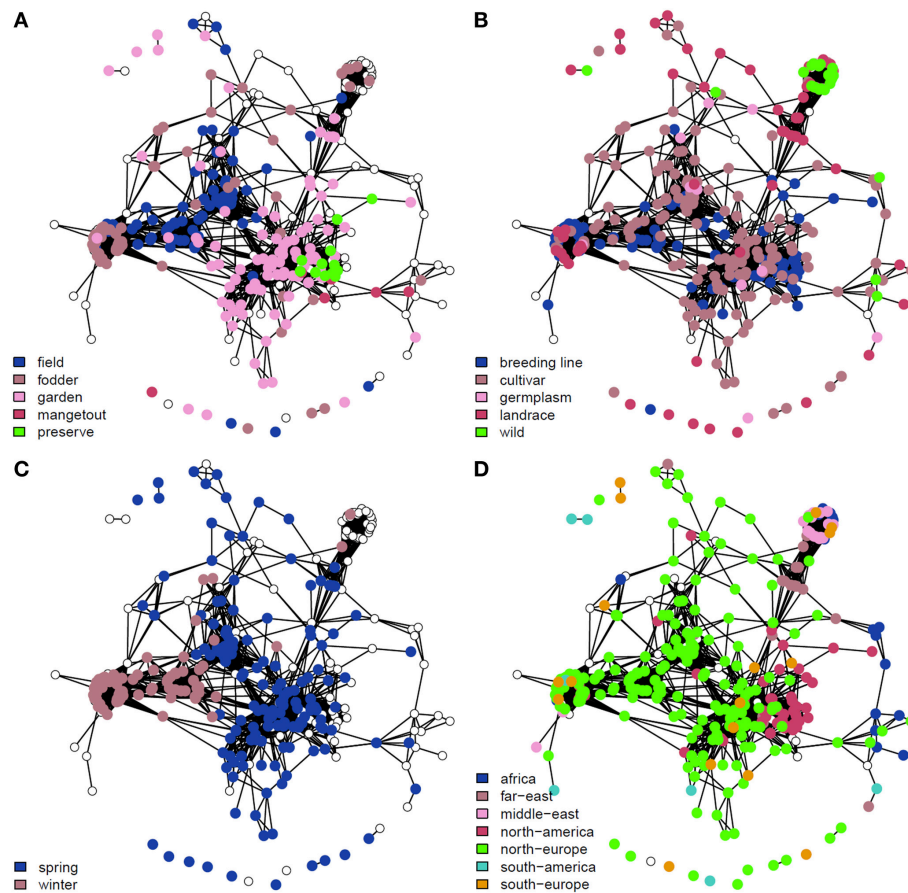 A
B
field
fodder
garden
mangetout
preserve
breeding line
cultivar
germplasm
landrace
wild
C
D
spring
winter
africa
far-east
middle-east
north-america
north-europe
south-america
south-europe